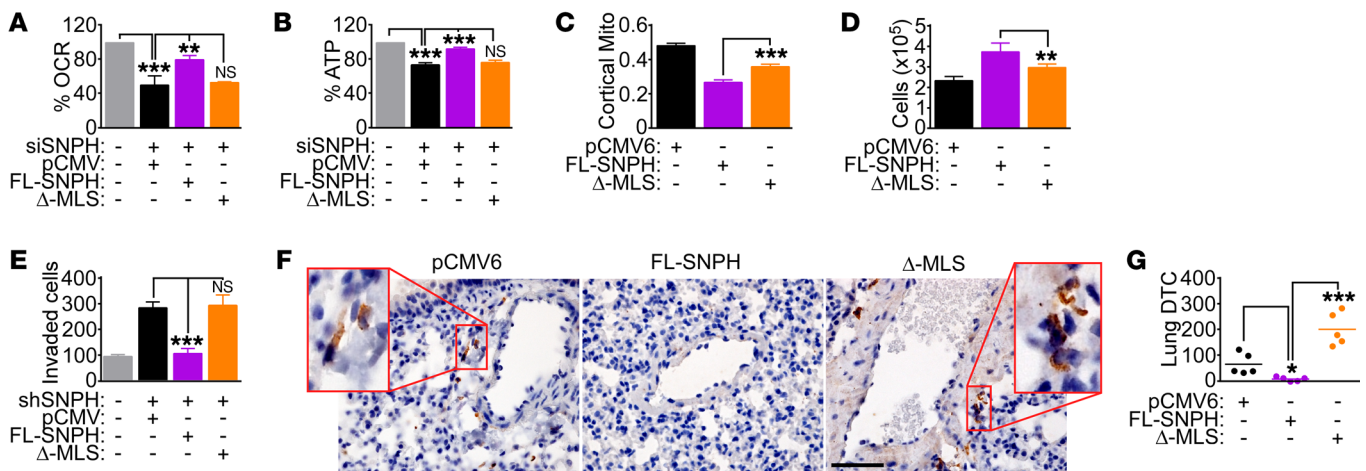 A
% OCR
120
80
40
0
***
**
NS
siSNPH: - + + +
pCMV: - + - -
FL-SNPH: - - + -
Δ-MLS: - - - +
B
% ATP
120
80
40
0
***
***
NS
siSNPH: - + + +
pCMV: - + - -
FL-SNPH: - - + -
Δ-MLS: - - - +
C
Cortical Mito
0.6
0.4
0.2
0
***
pCMV6: + - -
FL-SNPH: - + -
Δ-MLS: - - +
D
Cells (x10⁵)
5
4
3
2
1
0
**
pCMV6: + - -
FL-SNPH: - + -
Δ-MLS: - - +
E
Invaded cells
400
300
200
100
0
***
NS
shSNPH: - + + +
pCMV: - + - -
FL-SNPH: - - + -
Δ-MLS: - - - +
F
pCMV6
FL-SNPH
Δ-MLS
G
Lung DTC
400
300
200
100
0
*
***
pCMV6: + - -
FL-SNPH: - + -
Δ-MLS: - - +